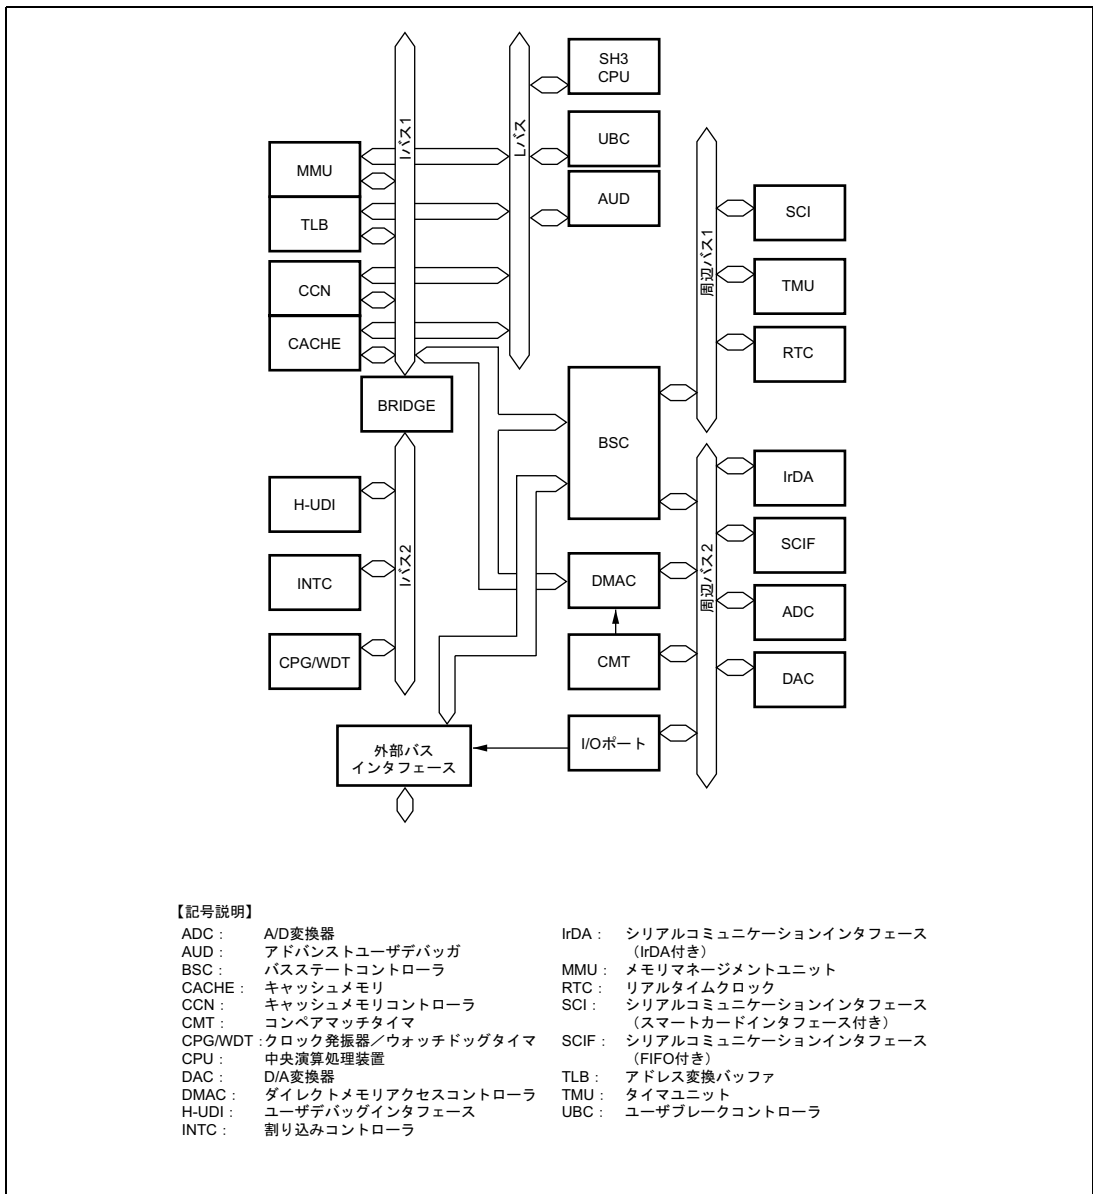 SH3
CPU
UBC
AUD
Iバス1
Lバス
MMU
TLB
CCN
CACHE
BRIDGE
周辺バス1
SCI
TMU
RTC
BSC
H-UDI
INTC
CPG/WDT
Iバス2
DMAC
CMT
I/Oポート
周辺バス2
IrDA
SCIF
ADC
DAC
外部バス
インタフェース
【記号説明】
ADC : A/D変換器
AUD : アドバンストユーザデバッガ
BSC : バスステートコントローラ
CACHE : キャッシュメモリ
CCN : キャッシュメモリコントローラ
CMT : コンペアマッチタイマ
CPG/WDT : クロック発振器／ウォッチドッグタイマ
CPU : 中央演算処理装置
DAC : D/A変換器
DMAC : ダイレクトメモリアクセスコントローラ
H-UDI : ユーザデバッグインタフェース
INTC : 割り込みコントローラ
IrDA : シリアルコミュニケーションインタフェース
（IrDA付き）
MMU : メモリマネージメントユニット
RTC : リアルタイムクロック
SCI : シリアルコミュニケーションインタフェース
（スマートカードインタフェース付き）
SCIF : シリアルコミュニケーションインタフェース
（FIFO付き）
TLB : アドレス変換バッファ
TMU : タイマユニット
UBC : ユーザブレークコントローラ